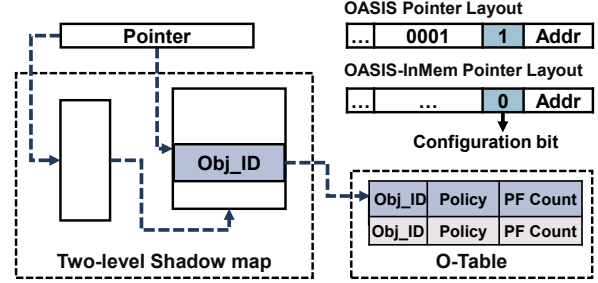 Pointer
Obj_ID
Two-level Shadow map
OASIS Pointer Layout
... 0001 1 Addr
OASIS-InMem Pointer Layout
... ... 0 Addr
Configuration bit
Obj_ID Policy PF Count
Obj_ID Policy PF Count
O-Table